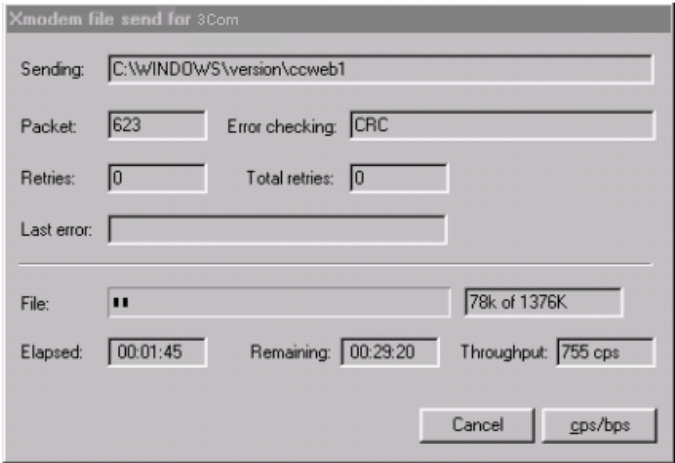 Xmodem file send for 3Com
Sending: C:\WINDOWS\version\ccweb1
Packet: 623 Error checking: CRC
Retries: 0 Total retries: 0
Last error:
File: 78k of 1376K
Elapsed: 00:01:45 Remaining: 00:29:20 Throughput: 755 cps
Cancel cps/bps